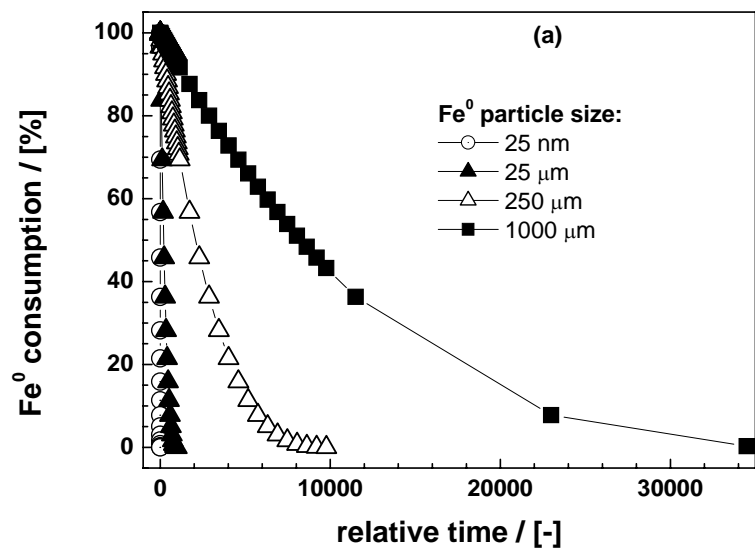 (a)
100
80
60
40
20
0
Fe⁰ consumption / [%]
Fe⁰ particle size:
25 nm
25 μm
250 μm
1000 μm
0 10000 20000 30000
relative time / [-]